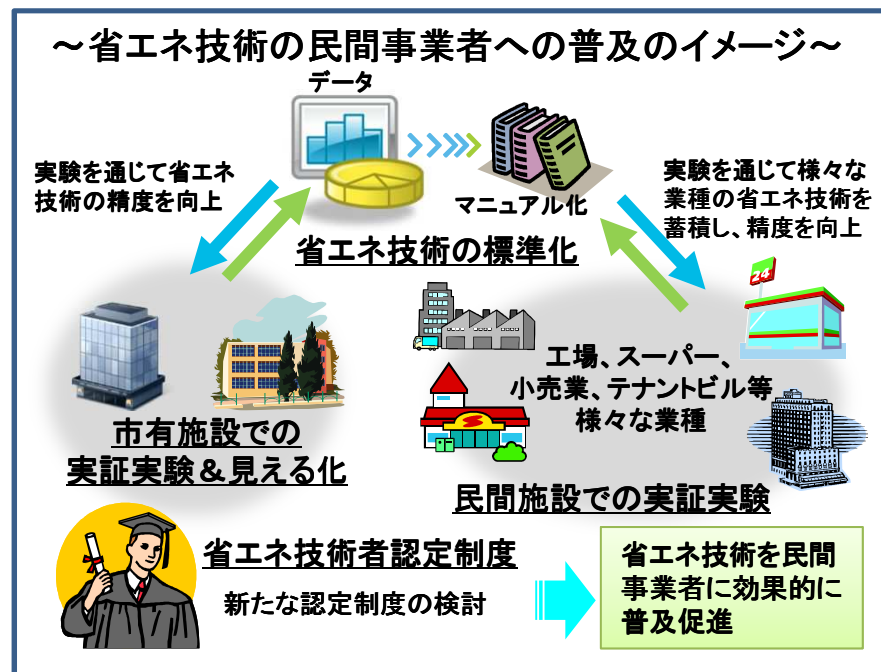 ～省エネ技術の民間事業者への普及のイメージ～
データ
実験を通じて省エネ
技術の精度を向上
マニュアル化
実験を通じて様々な
業種の省エネ技術を
蓄積し、精度を向上
省エネ技術の標準化
24
工場、スーパー、
小売業、テナントビル等
様々な業種
S
市有施設での
実証実験＆見える化
民間施設での実証実験
省エネ技術者認定制度
新たな認定制度の検討
省エネ技術を民間
事業者に効果的に
普及促進